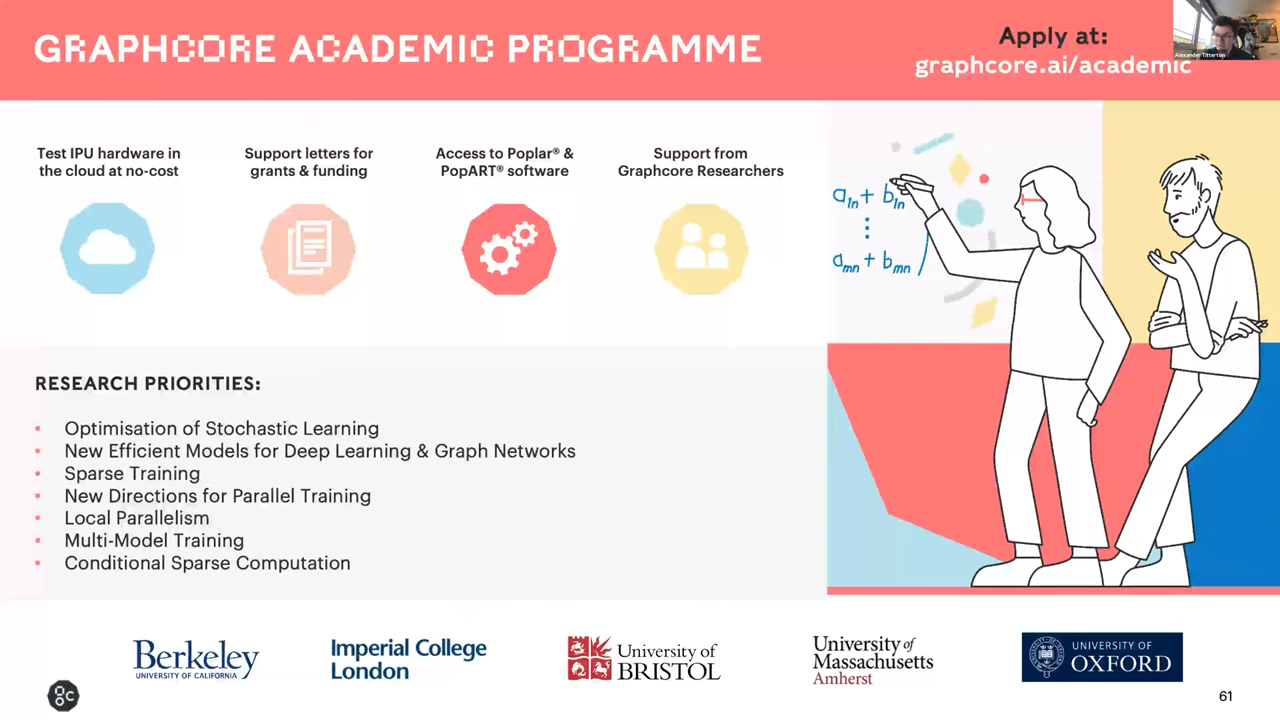 GRAPHCORE ACADEMIC PROGRAMME
Apply at:
graphcore.ai/academic
Alexander Titterton
Test IPU hardware in
the cloud at no-cost
Support letters for
grants & funding
Access to Poplar® &
PopART® software
Support from
Graphcore Researchers
a1n + b1n
⋮
amn + bmn
RESEARCH PRIORITIES:
• Optimisation of Stochastic Learning
• New Efficient Models for Deep Learning & Graph Networks
• Sparse Training
• New Directions for Parallel Training
• Local Parallelism
• Multi-Model Training
• Conditional Sparse Computation
Berkeley
UNIVERSITY OF CALIFORNIA
Imperial College
London
University of
BRISTOL
University of
Massachusetts
Amherst
UNIVERSITY OF
OXFORD
61